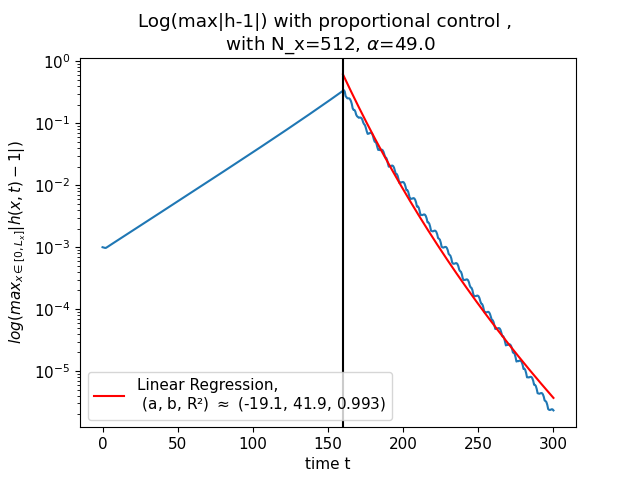 Log(max|h-1|) with proportional control ,
with N_x=512, α=49.0
log(max_{x∈[0,L_x]}|h(x, t) − 1|)
10⁰
10⁻¹
10⁻²
10⁻³
10⁻⁴
10⁻⁵
Linear Regression,
(a, b, R²) ≈ (-19.1, 41.9, 0.993)
0 50 100 150 200 250 300
time t